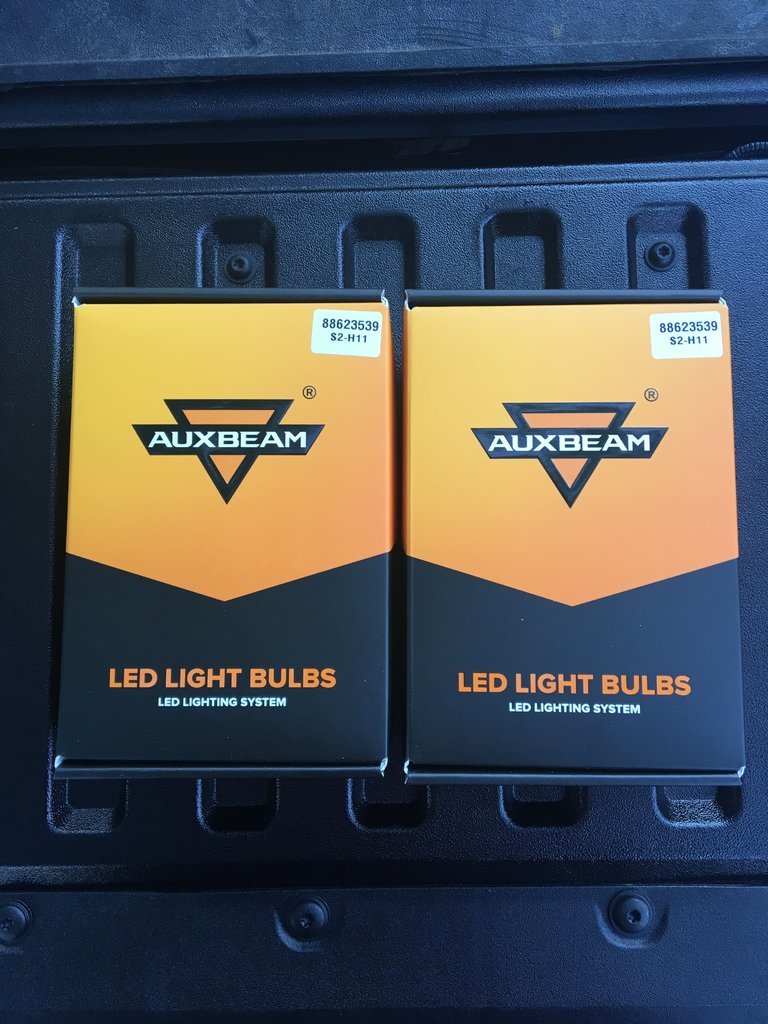 88623539
S2-H11
®
AUXBEAM
LED LIGHT BULBS
LED LIGHTING SYSTEM
88623539
S2-H11
®
AUXBEAM
LED LIGHT BULBS
LED LIGHTING SYSTEM